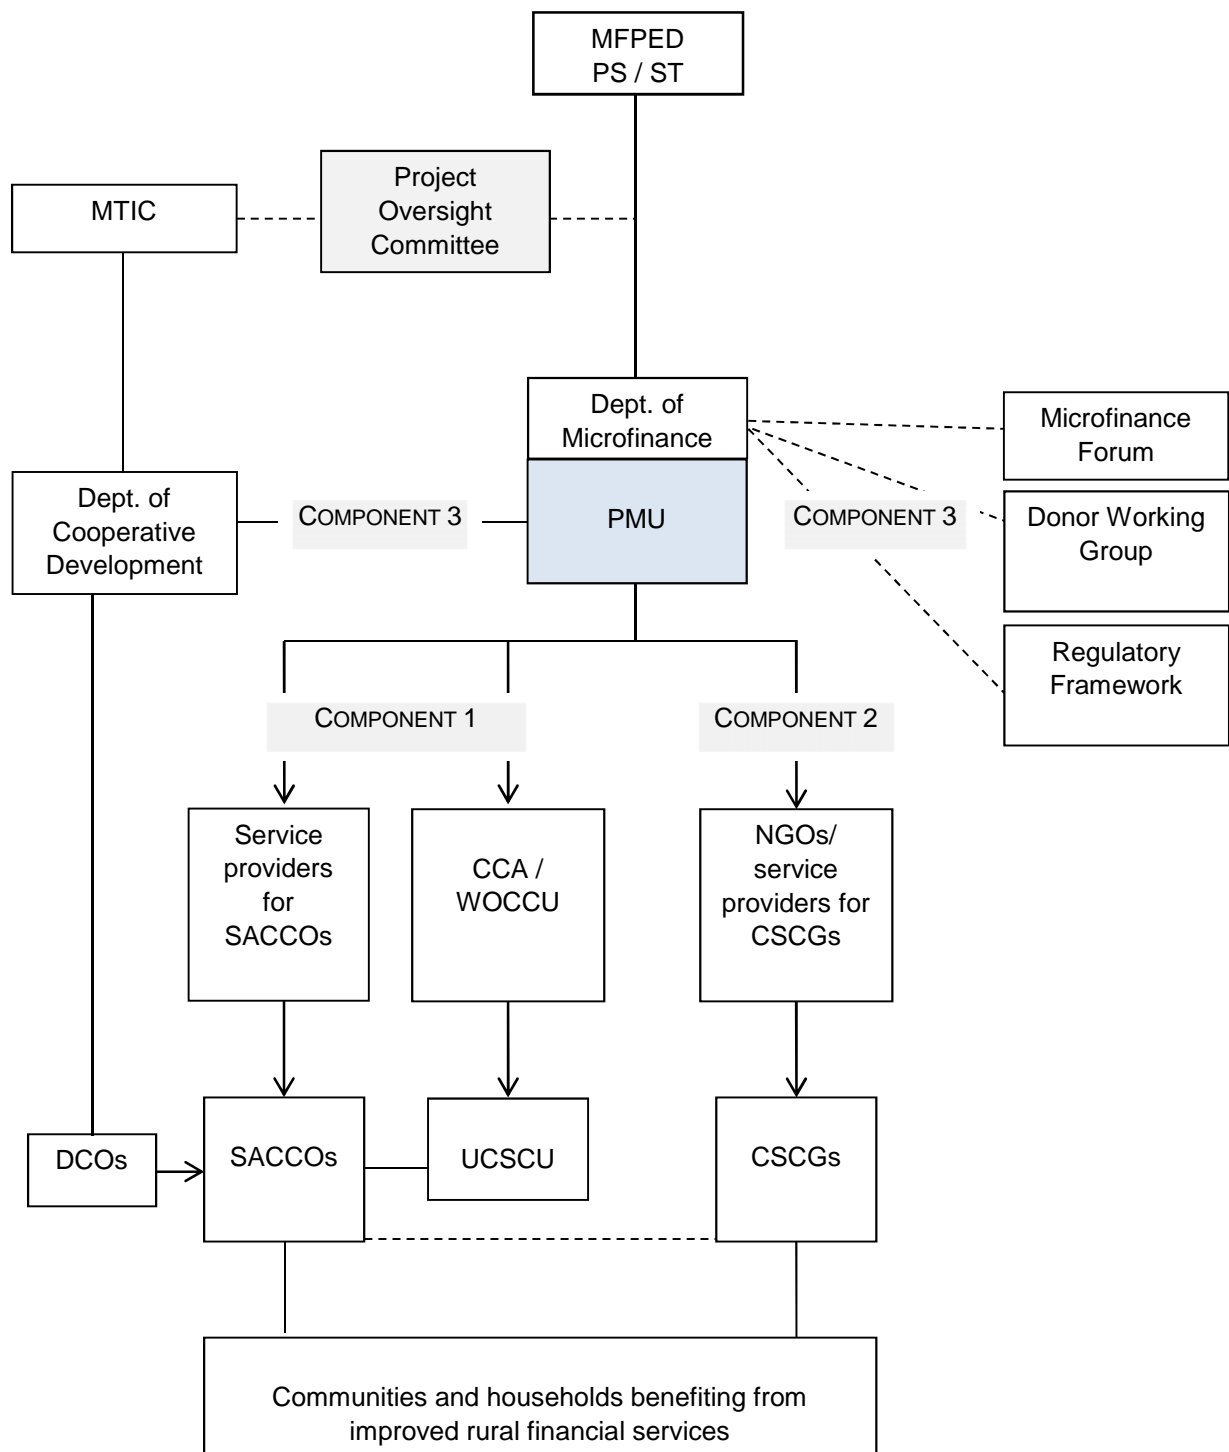 MFPED
PS / ST
Project
Oversight
Committee
MTIC
Dept. of
Microfinance
Microfinance
Forum
Dept. of
Cooperative
Development
COMPONENT 3
PMU
COMPONENT 3
Donor Working
Group
Regulatory
Framework
COMPONENT 1
COMPONENT 2
Service
providers
for
SACCOs
CCA /
WOCCU
NGOs/
service
providers for
CSCGs
DCOs
SACCOs
UCSCU
CSCGs
Communities and households benefiting from
improved rural financial services